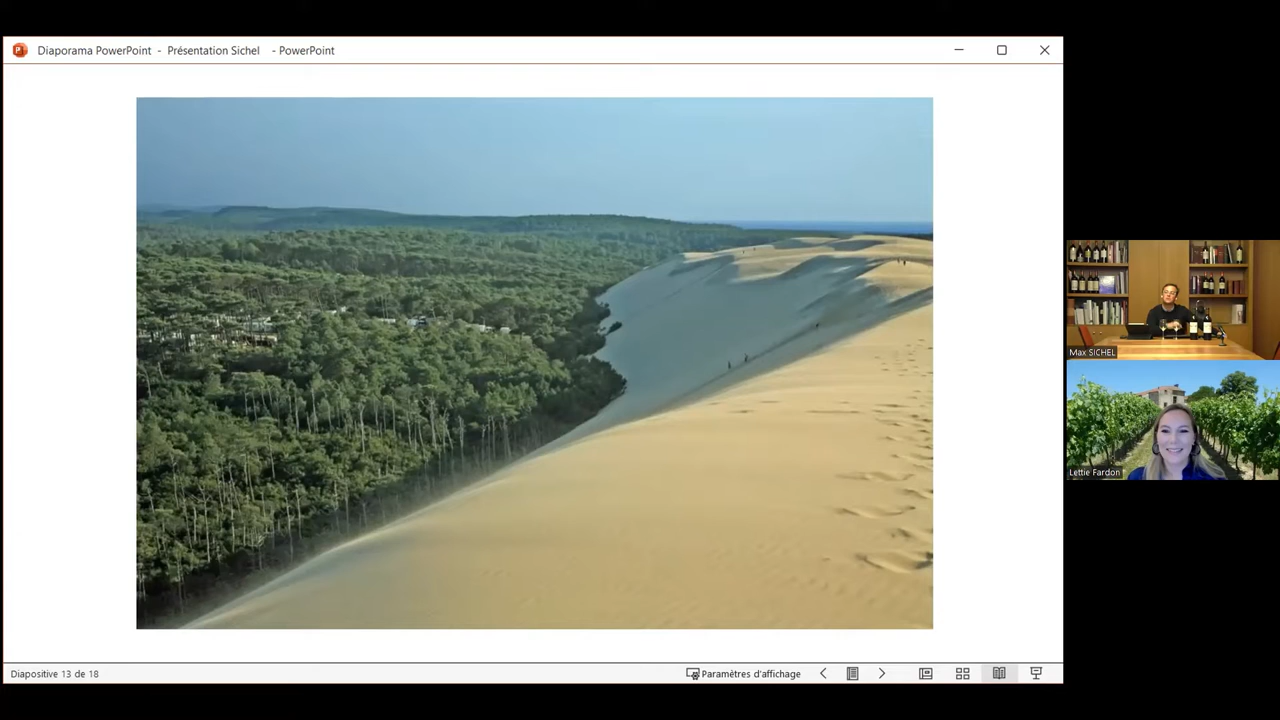 Diaporama PowerPoint - Présentation Sichel - PowerPoint
Max SICHEL
Lettie Fardon
Diapositive 13 de 18
Paramètres d'affichage